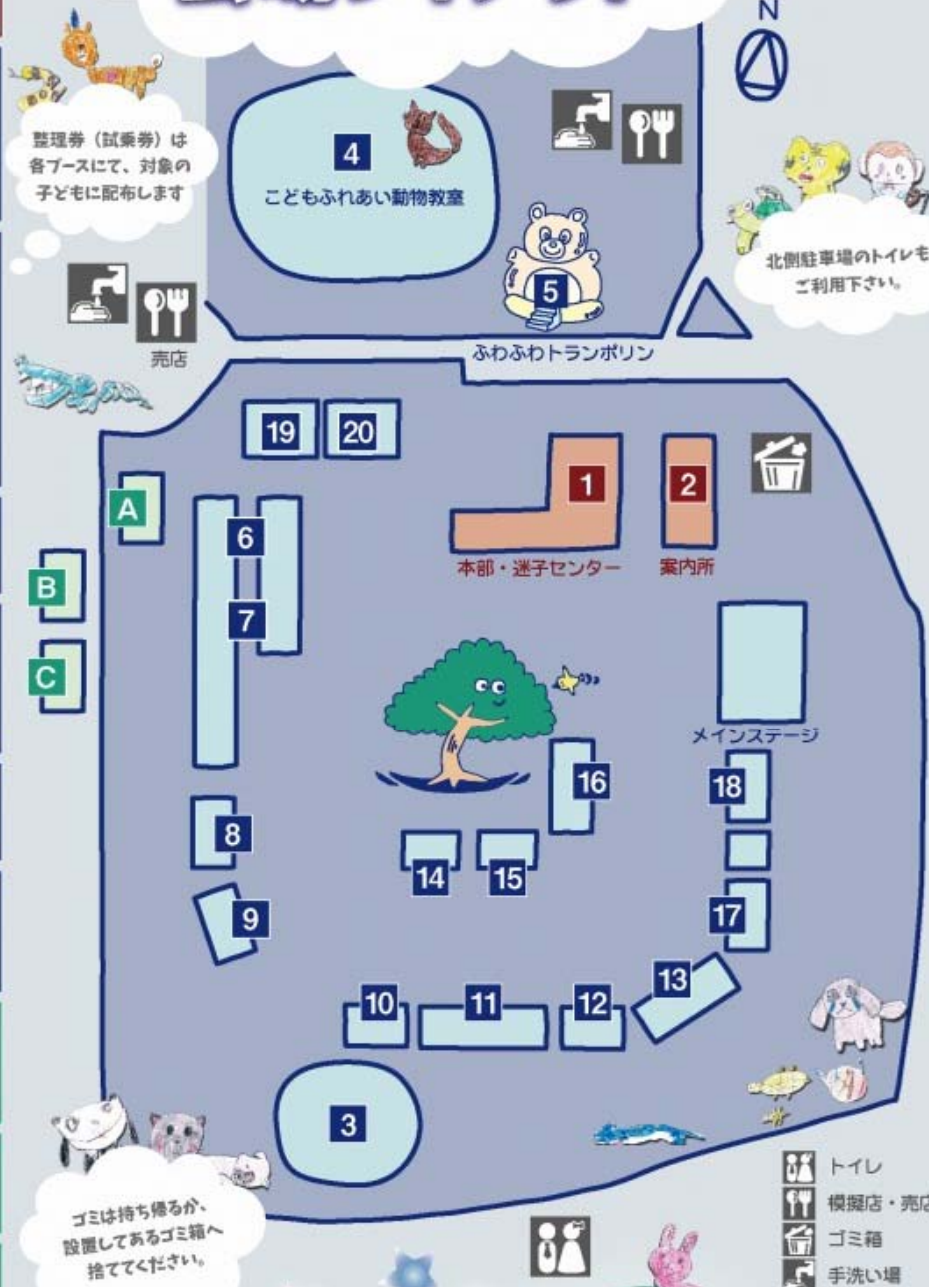 N
整理券（試乗券）は
各ブースにて、対象の
子どもに配布します
4
こどもふれあい動物教室
5
ふわふわトランポリン
北側駐車場のトイレも
ご利用下さい。
売店
19
20
1
2
本部・迷子センター
案内所
A
B
C
6
7
メインステージ
16
18
8
14
15
9
17
13
10
11
12
3
ゴミは持ち帰るか、
設置してあるゴミ箱へ
捨ててください。
トイレ
模擬店・売店
ゴミ箱
手洗い場